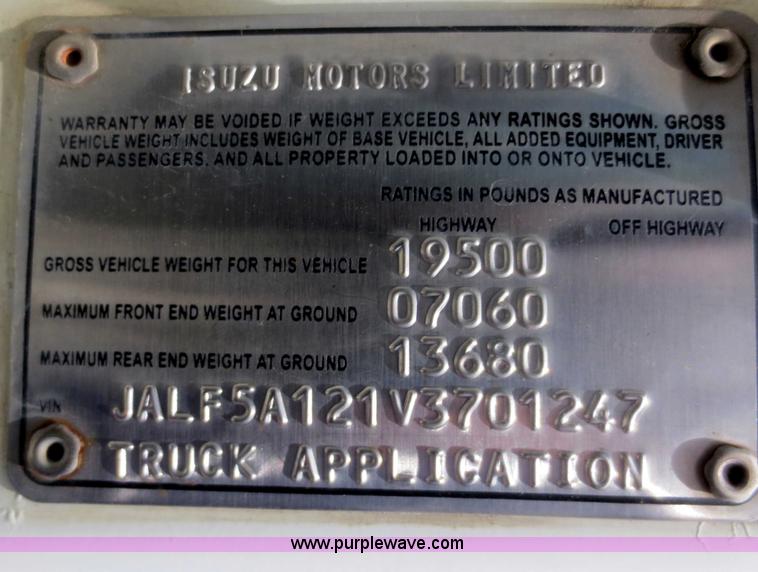 ISUZU MOTORS LIMITED
WARRANTY MAY BE VOIDED IF WEIGHT EXCEEDS ANY RATINGS SHOWN. GROSS
VEHICLE WEIGHT INCLUDES WEIGHT OF BASE VEHICLE, ALL ADDED EQUIPMENT, DRIVER
AND PASSENGERS, AND ALL PROPERTY LOADED INTO OR ONTO VEHICLE.
RATINGS IN POUNDS AS MANUFACTURED
HIGHWAY OFF HIGHWAY
GROSS VEHICLE WEIGHT FOR THIS VEHICLE 19500
MAXIMUM FRONT END WEIGHT AT GROUND 07060
MAXIMUM REAR END WEIGHT AT GROUND 13680
VIN JALF5A121V3701247
TRUCK APPLICATION
www.purplewave.com